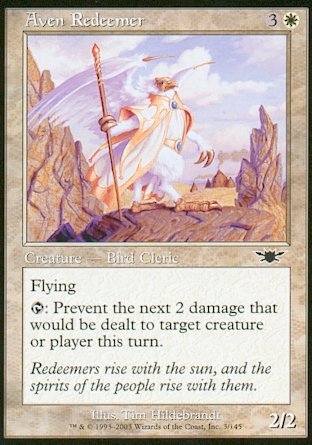 Aven Redeemer 3
Creature — Bird Cleric
Flying
: Prevent the next 2 damage that
would be dealt to target creature
or player this turn.
Redeemers rise with the sun, and the
spirits of the people rise with them.
2/2
Illus. Tim Hildebrandt
™ & © 1993-2003 Wizards of the Coast, Inc. 3/145